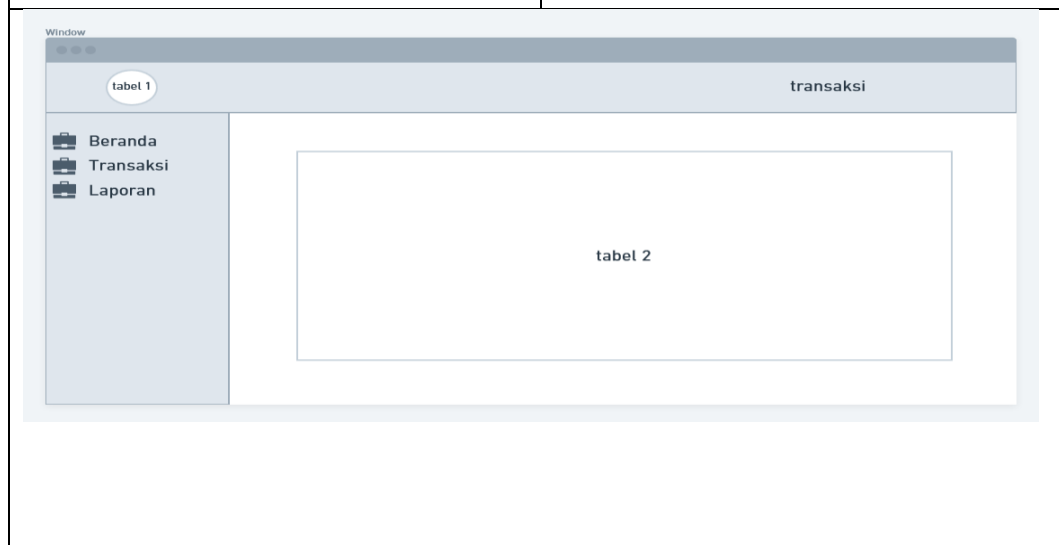 Window
tabel 1
transaksi
Beranda
Transaksi
Laporan
tabel 2